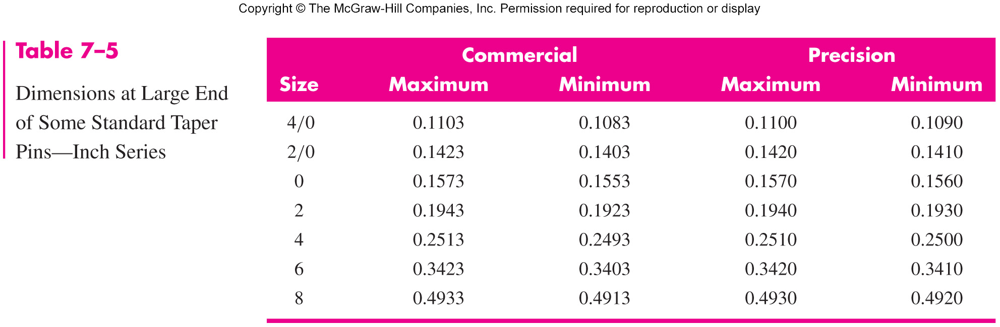 Copyright © The McGraw-Hill Companies, Inc. Permission required for reproduction or display
Table 7–5
Dimensions at Large End
of Some Standard Taper
Pins—Inch Series
Commercial Precision
Size Maximum Minimum Maximum Minimum
4/0 0.1103 0.1083 0.1100 0.1090
2/0 0.1423 0.1403 0.1420 0.1410
0 0.1573 0.1553 0.1570 0.1560
2 0.1943 0.1923 0.1940 0.1930
4 0.2513 0.2493 0.2510 0.2500
6 0.3423 0.3403 0.3420 0.3410
8 0.4933 0.4913 0.4930 0.4920